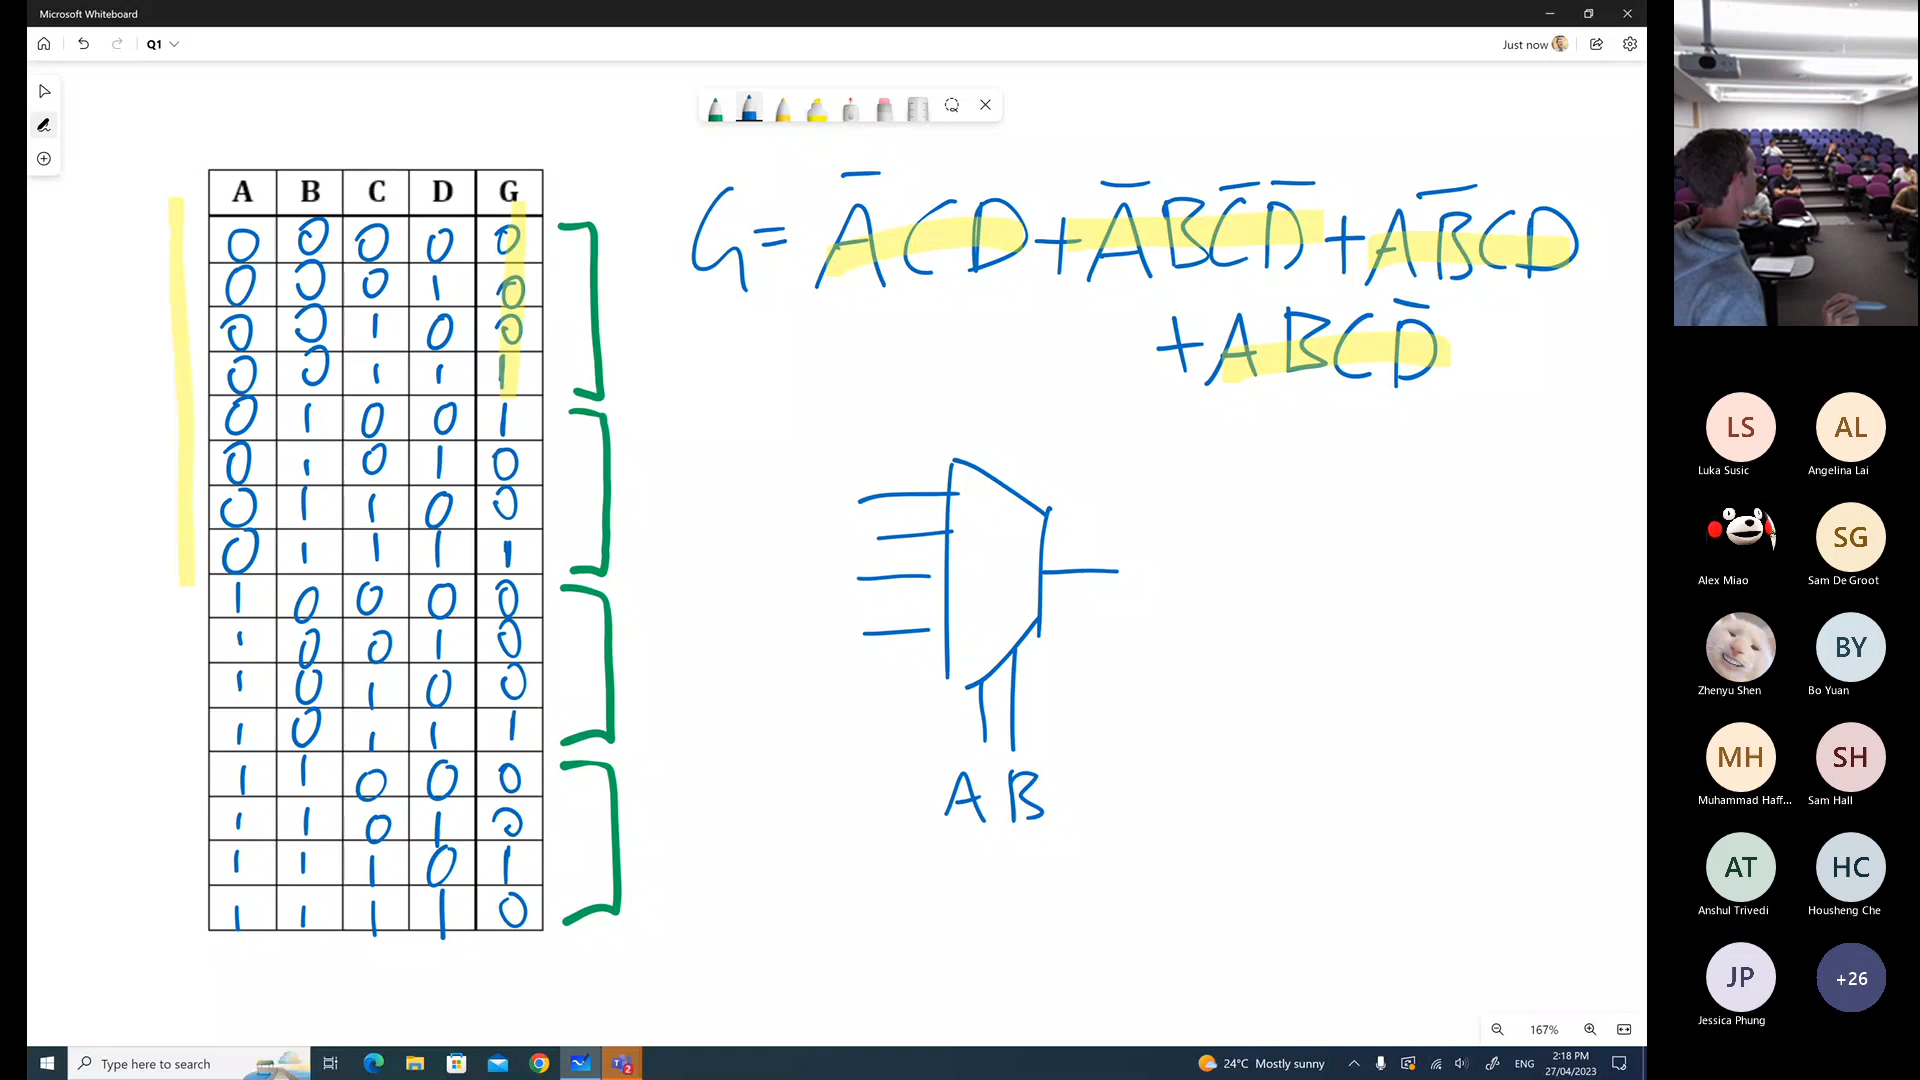 Microsoft Whiteboard
Q1
Just now
A B C D G
0 0 0 0 0
0 0 0 1 0
0 0 1 0 0
0 0 1 1 1
0 1 0 0 1
0 1 0 1 0
0 1 1 0 0
0 1 1 1 1
1 0 0 0 0
1 0 0 1 0
1 0 1 0 0
1 0 1 1 1
1 1 0 0 0
1 1 0 1 0
1 1 1 0 1
1 1 1 1 0
G = A̅CD + A̅BC̅D̅ + AB̅CD
+ ABCD̅
A B
LS
Luka Susic
AL
Angelina Lai
Alex Miao
SG
Sam De Groot
Zhenyu Shen
BY
Bo Yuan
MH
Muhammad Haff...
SH
Sam Hall
AT
Anshul Trivedi
HC
Housheng Che
JP
Jessica Phung
+26
167%
Type here to search
2
24°C Mostly sunny
ENG
2:18 PM
27/04/2023